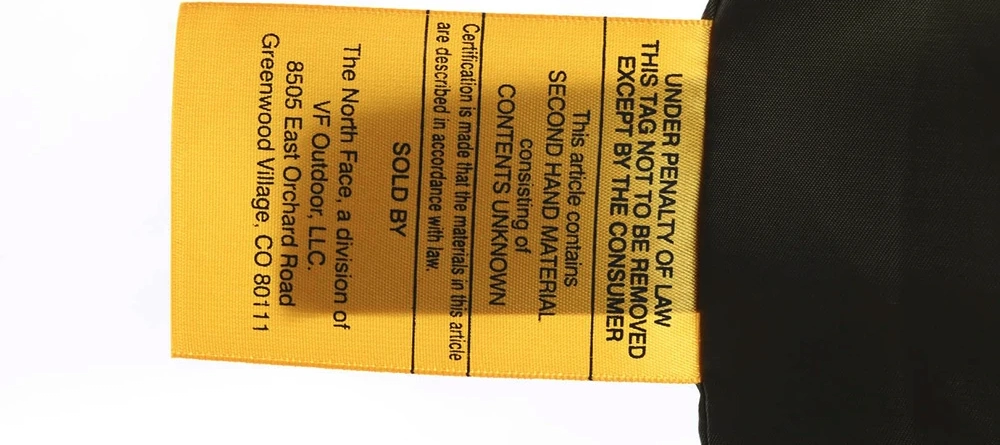 UNDER PENALTY OF LAW
THIS TAG NOT TO BE REMOVED
EXCEPT BY THE CONSUMER
This article contains
SECOND HAND MATERIAL
consisting of
CONTENTS UNKNOWN
Certification is made that the materials in this article
are described in accordance with law.
SOLD BY
The North Face, a division of
VF Outdoor, LLC.
8505 East Orchard Road
Greenwood Village, CO 80111